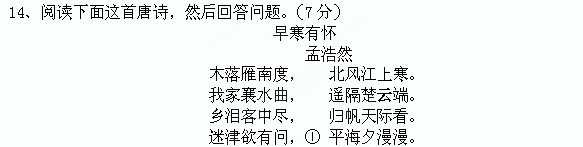 14、阅读下面这首唐诗，然后回答问题。（7分）
早寒有怀
孟浩然
木落雁南度， 北风江上寒。
我家襄水曲， 遥隔楚云端。
乡泪客中尽， 归帆天际看。
迷津欲有问，① 平海夕漫漫。